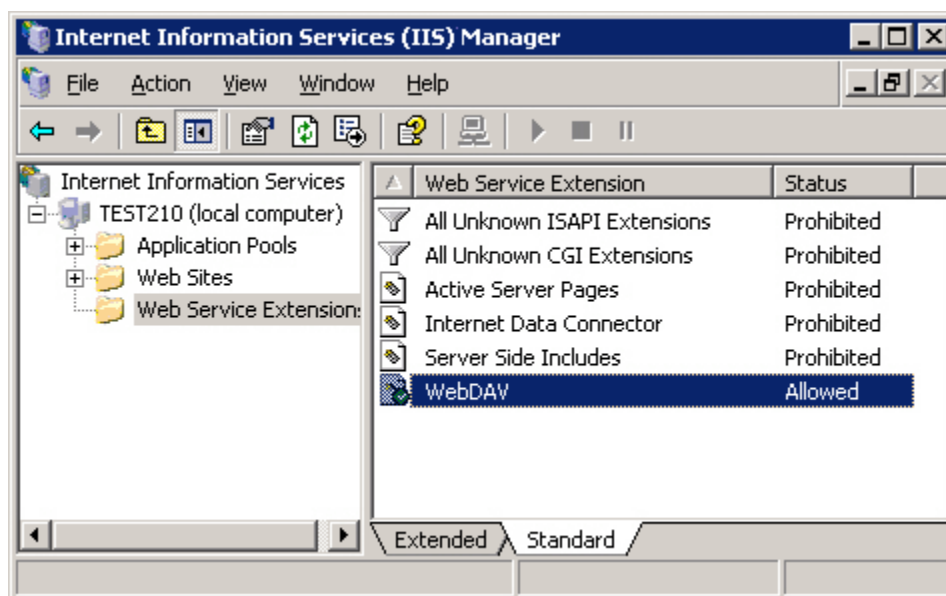 Internet Information Services (IIS) Manager
File Action View Window Help
Internet Information Services
TEST210 (local computer)
Application Pools
Web Sites
Web Service Extension
Web Service Extension Status
All Unknown ISAPI Extensions Prohibited
All Unknown CGI Extensions Prohibited
Active Server Pages Prohibited
Internet Data Connector Prohibited
Server Side Includes Prohibited
WebDAV Allowed
Extended Standard